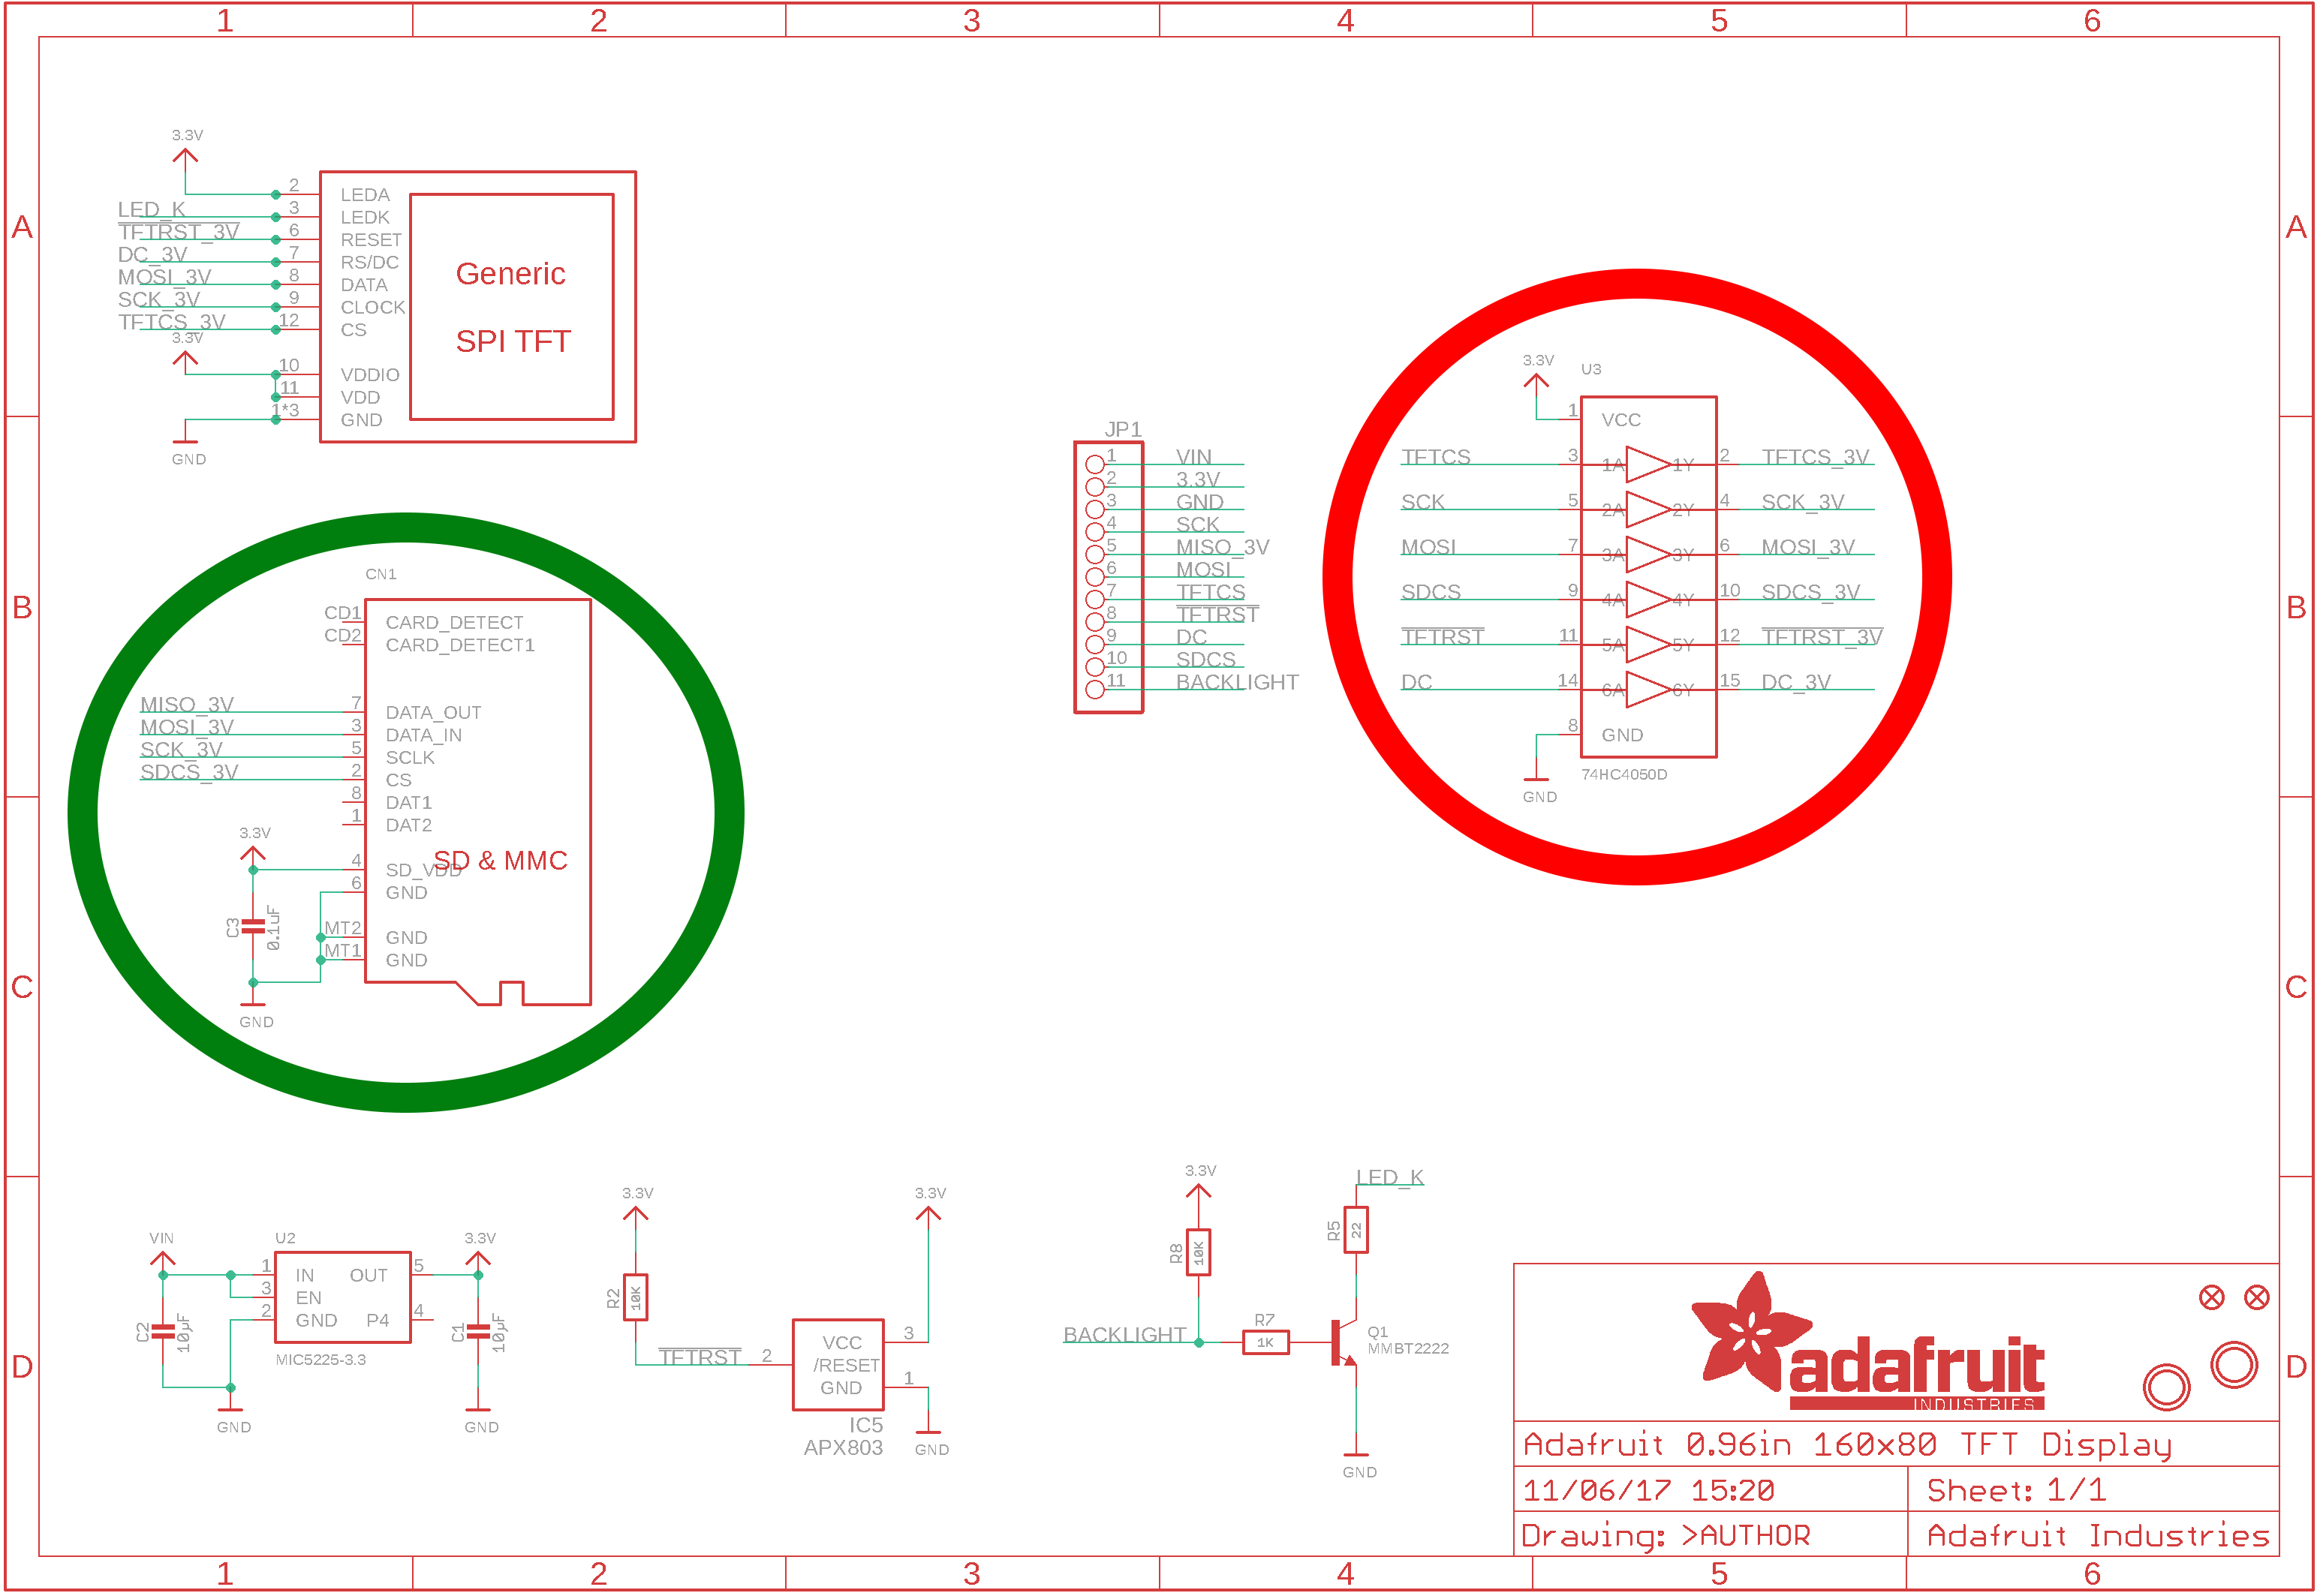 1 2 3 4 5 6
A A
B B
C C
D D
3.3V
2 LEDA
LED_K 3 LEDK
TFTRST_3V 6 RESET
DC_3V 7 RS/DC
MOSI_3V 8 DATA
SCK_3V 9 CLOCK
TFTCS_3V 12 CS
3.3V
10 VDDIO
11 VDD
1*3 GND
GND
Generic
SPI TFT
CN1
CD1 CARD_DETECT
CD2 CARD_DETECT1
MISO_3V 7 DATA_OUT
MOSI_3V 3 DATA_IN
SCK_3V 5 SCLK
SDCS_3V 2 CS
8 DAT1
1 DAT2
3.3V
4 SD_VDD
SD & MMC
6 GND
MT2 GND
MT1 GND
C3 0.1uF
GND
JP1
1 VIN
2 3.3V
3 GND
4 SCK
5 MISO_3V
6 MOSI
7 TFTCS
8 TFTRST
9 DC
10 SDCS
11 BACKLIGHT
3.3V
U3
1 VCC
TFTCS 3 1A 1Y 2 TFTCS_3V
SCK 5 2A 2Y 4 SCK_3V
MOSI 7 3A 3Y 6 MOSI_3V
SDCS 9 4A 4Y 10 SDCS_3V
TFTRST 11 5A 5Y 12 TFTRST_3V
DC 14 6A 6Y 15 DC_3V
8 GND
74HC4050D
GND
VIN
U2
3.3V
1 IN OUT 5
3 EN
2 GND P4 4
C2 10µF
C1 10µF
MIC5225-3.3
GND
GND
3.3V
R2 10K
TFTRST 2
3.3V
VCC 3
/RESET
GND 1
IC5
APX803
GND
3.3V
R8 10K
BACKLIGHT
R7
1K
LED_K
R5 22
Q1
MMBT2222
GND
adafruit
INDUSTRIES
Adafruit 0.96in 160x80 TFT Display
11/06/17 15:20
Sheet: 1/1
Drawing: >AUTHOR
Adafruit Industries
1 2 3 4 5 6